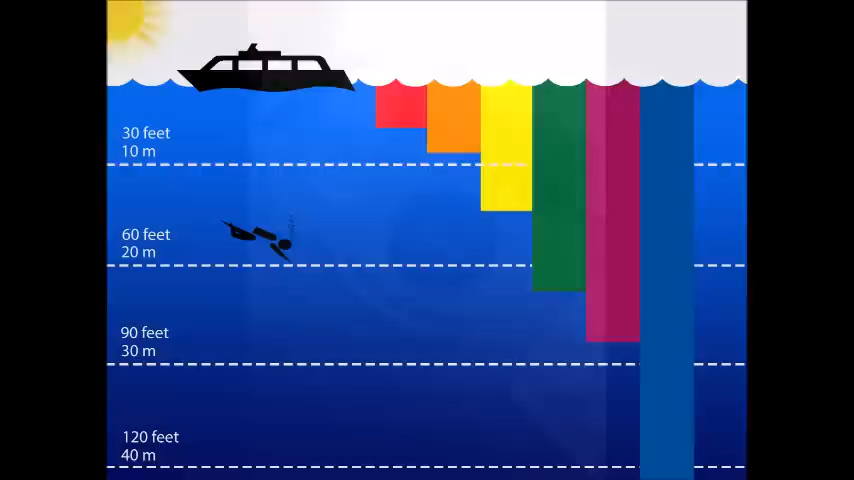 30 feet
10 m
60 feet
20 m
90 feet
30 m
120 feet
40 m